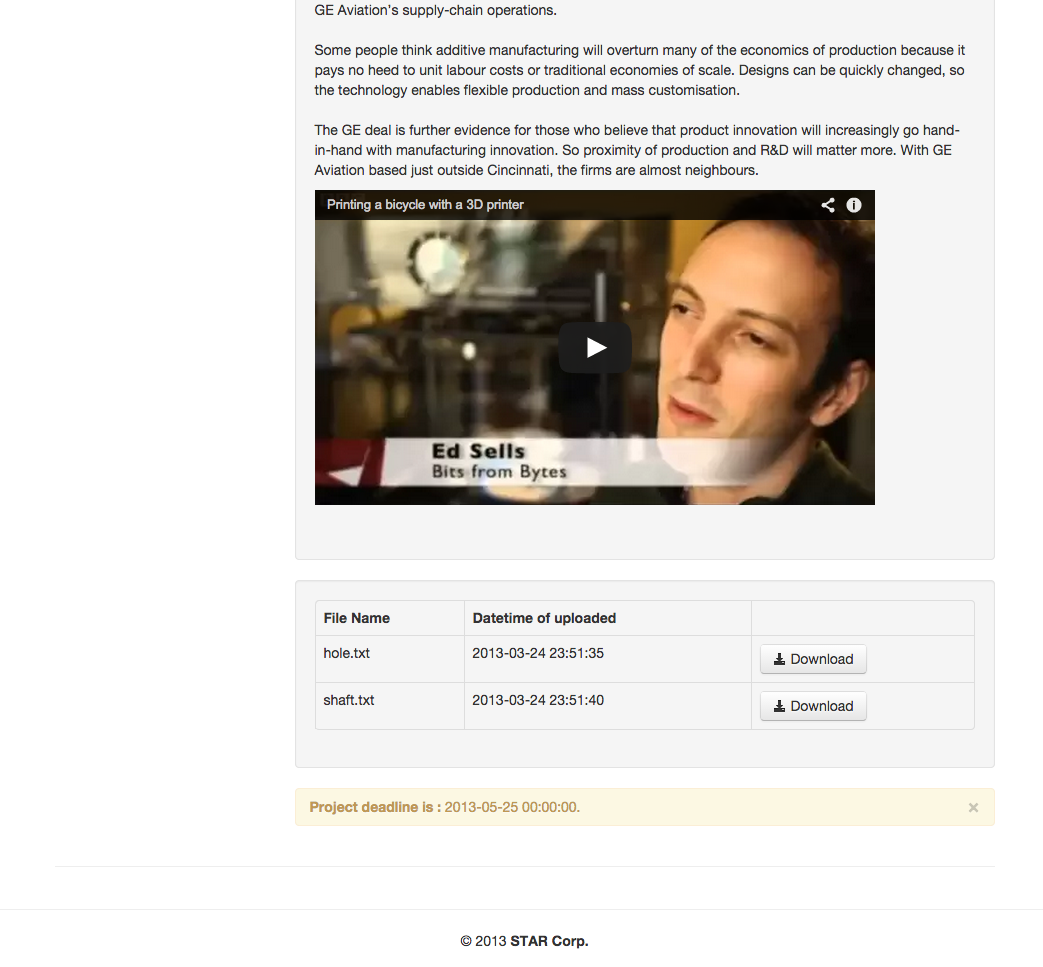 GE Aviation's supply-chain operations.
Some people think additive manufacturing will overturn many of the economics of production because it
pays no heed to unit labour costs or traditional economies of scale. Designs can be quickly changed, so
the technology enables flexible production and mass customisation.
The GE deal is further evidence for those who believe that product innovation will increasingly go hand-
in-hand with manufacturing innovation. So proximity of production and R&D will matter more. With GE
Aviation based just outside Cincinnati, the firms are almost neighbours.
Printing a bicycle with a 3D printer
Ed Sells
Bits from Bytes
File Name Datetime of uploaded
hole.txt 2013-03-24 23:51:35 Download
shaft.txt 2013-03-24 23:51:40 Download
Project deadline is : 2013-05-25 00:00:00. ×
© 2013 STAR Corp.